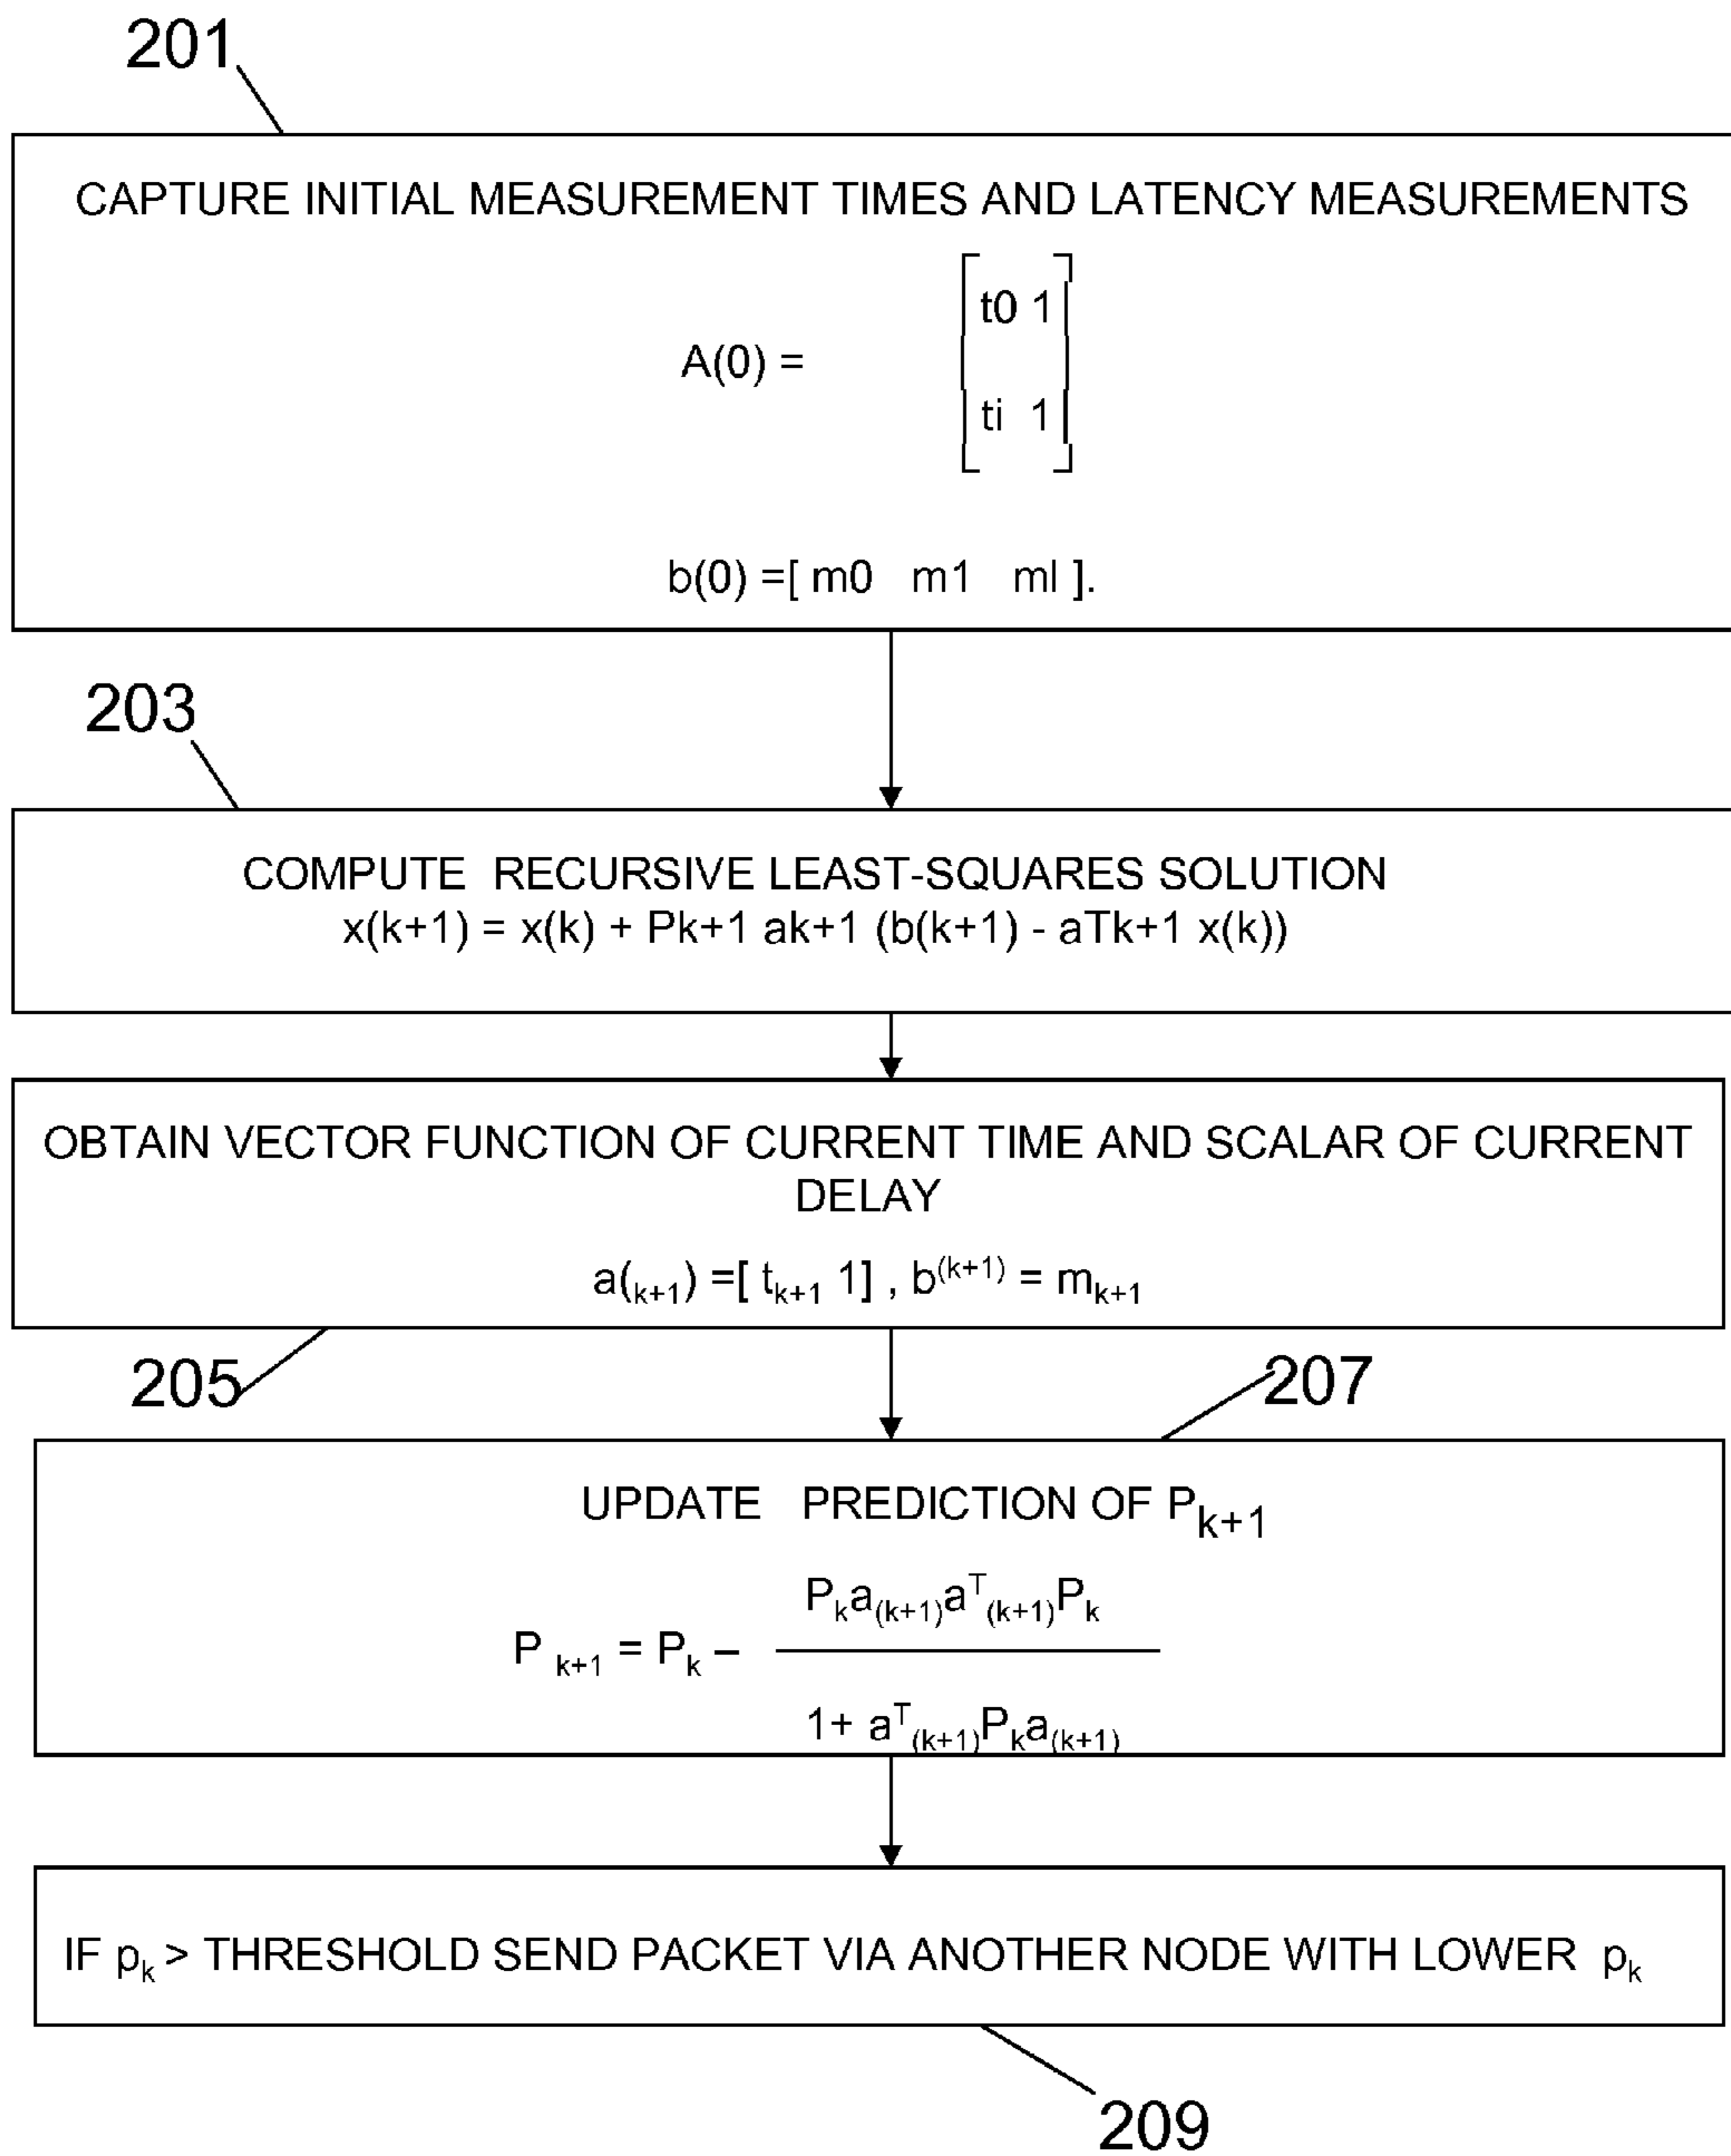 201
CAPTURE INITIAL MEASUREMENT TIMES AND LATENCY MEASUREMENTS
t0 1
A(0) =
ti 1
b(0) =[ m0 m1 ml ].
203
COMPUTE RECURSIVE LEAST-SQUARES SOLUTION
x(k+1) = x(k) + Pk+1 ak+1 (b(k+1) - aTk+1 x(k))
OBTAIN VECTOR FUNCTION OF CURRENT TIME AND SCALAR OF CURRENT
DELAY
a(k+1) =[ tk+1 1] , b(k+1) = mk+1
205
207
UPDATE PREDICTION OF Pk+1
Pka(k+1)aT(k+1)Pk
P k+1 = Pk –
1+ aT(k+1)Pka(k+1)
IF pk > THRESHOLD SEND PACKET VIA ANOTHER NODE WITH LOWER pk
209